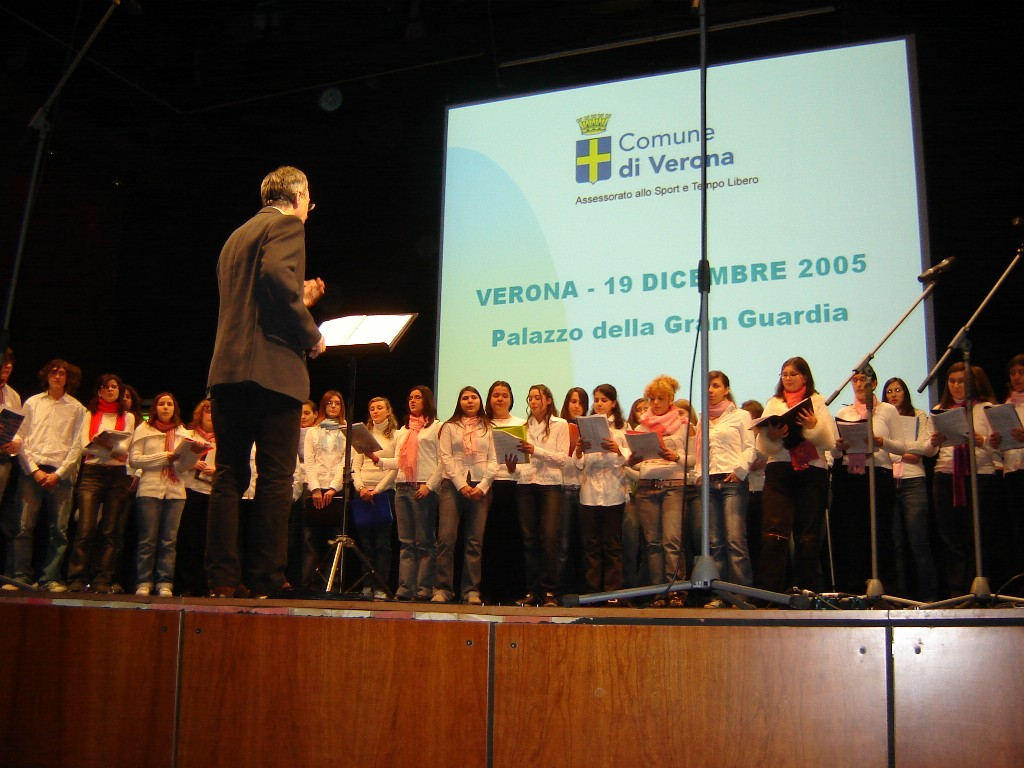 Comune
di Verona
Assessorato allo Sport e Tempo Libero
VERONA - 19 DICEMBRE 2005
Palazzo della Gran Guardia